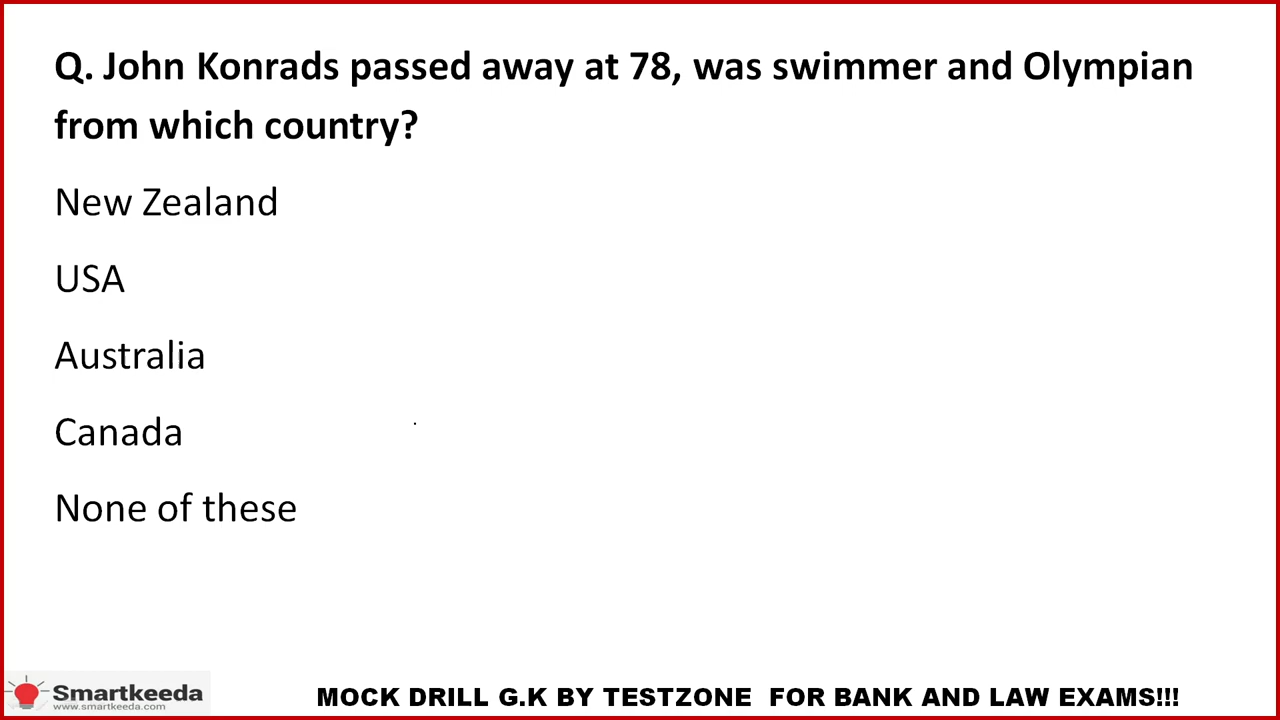 Q. John Konrads passed away at 78, was swimmer and Olympian
from which country?
New Zealand
USA
Australia
Canada
None of these
Smartkeeda
www.smartkeeda.com
MOCK DRILL G.K BY TESTZONE  FOR BANK AND LAW EXAMS!!!